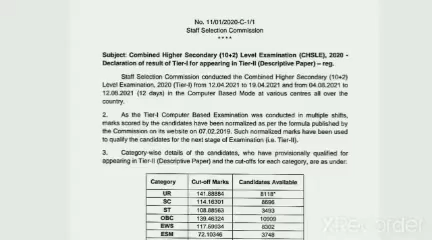 No. 11/01/2020-C-1/1
Staff Selection Commission
****
Subject: Combined Higher Secondary (10+2) Level Examination (CHSLE), 2020 -
Declaration of result of Tier-I for appearing in Tier-II (Descriptive Paper) – reg.
Staff Selection Commission conducted the Combined Higher Secondary (10+2)
Level Examination, 2020 (Tier-I) from 12.04.2021 to 19.04.2021 and from 04.08.2021 to
12.08.2021 (12 days) in the Computer Based Mode at various centres all over the
country.
2. As the Tier-I Computer Based Examination was conducted in multiple shifts,
marks scored by the candidates have been normalized as per the formula published by
the Commission on its website on 07.02.2019. Such normalized marks have been used
to qualify the candidates for the next stage of Examination (i.e. Tier-II).
3. Category-wise details of the candidates, who have provisionally qualified for
appearing in Tier-II (Descriptive Paper) and the cut-offs for each category, are as under:
Category Cut-off Marks Candidates Available
UR 141.88884 8118*
SC 114.16301
ST 108.88563 3493
OBC 139.46324
EWS
ESM 72.19346 3748
XRecorder